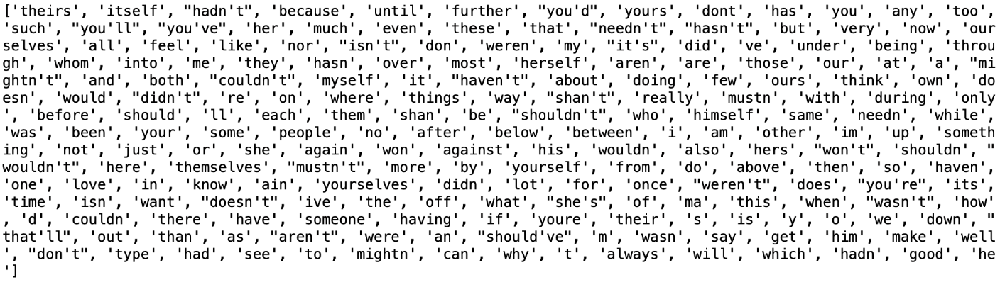 ['theirs', 'itself', "hadn't", 'because', 'until', 'further', "you'd", 'yours', 'dont', 'has', 'you', 'any', 'too',
'such', "you'll", "you've", 'her', 'much', 'even', 'these', 'that', "needn't", "hasn't", 'but', 'very', 'now', 'our
selves', 'all', 'feel', 'like', 'nor', "isn't", 'don', 'weren', 'my', "it's", 'did', 've', 'under', 'being', 'throu
gh', 'whom', 'into', 'me', 'they', 'hasn', 'over', 'most', 'herself', 'aren', 'are', 'those', 'our', 'at', 'a', "mi
ghtn't", 'and', 'both', "couldn't", 'myself', 'it', "haven't", 'about', 'doing', 'few', 'ours', 'think', 'own', 'do
esn', 'would', "didn't", 're', 'on', 'where', 'things', 'way', "shan't", 'really', 'mustn', 'with', 'during', 'only
', 'before', 'should', 'll', 'each', 'them', 'shan', 'be', "shouldn't", 'who', 'himself', 'same', 'needn', 'while',
'was', 'been', 'your', 'some', 'people', 'no', 'after', 'below', 'between', 'i', 'am', 'other', 'im', 'up', 'someth
ing', 'not', 'just', 'or', 'she', 'again', 'won', 'against', 'his', 'wouldn', 'also', 'hers', "won't", 'shouldn', "
wouldn't", 'here', 'themselves', "mustn't", 'more', 'by', 'yourself', 'from', 'do', 'above', 'then', 'so', 'haven',
'one', 'love', 'in', 'know', 'ain', 'yourselves', 'didn', 'lot', 'for', 'once', "weren't", 'does', "you're", 'its',
'time', 'isn', 'want', "doesn't", 'ive', 'the', 'off', 'what', "she's", 'of', 'ma', 'this', 'when', "wasn't", 'how'
, 'd', 'couldn', 'there', 'have', 'someone', 'having', 'if', 'youre', 'their', 's', 'is', 'y', 'o', 'we', 'down', "
that'll", 'out', 'than', 'as', "aren't", 'were', 'an', "should've", 'm', 'wasn', 'say', 'get', 'him', 'make', 'well
', "don't", 'type', 'had', 'see', 'to', 'mightn', 'can', 'why', 't', 'always', 'will', 'which', 'hadn', 'good', 'he
']